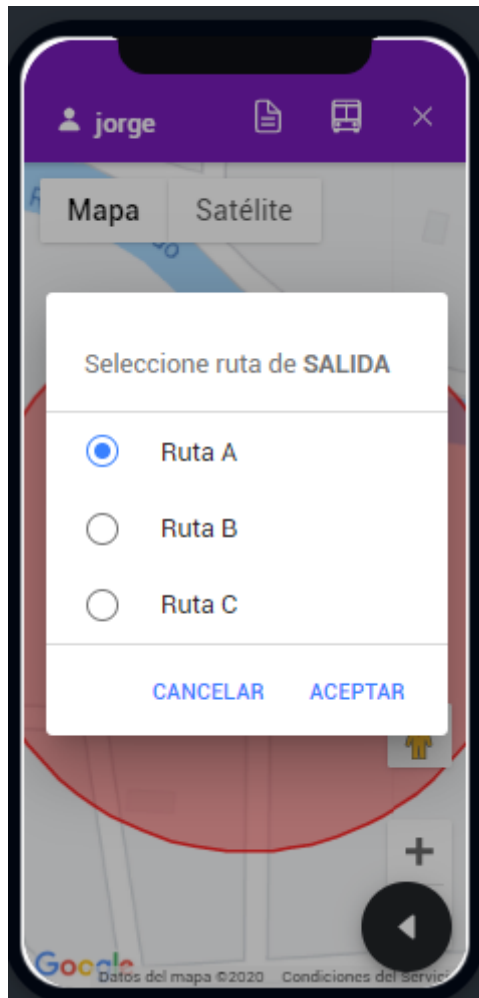 jorge
Mapa Satélite
Seleccione ruta de SALIDA
Ruta A
Ruta B
Ruta C
CANCELAR ACEPTAR
Google
Datos del mapa ©2020 Condiciones del Servici